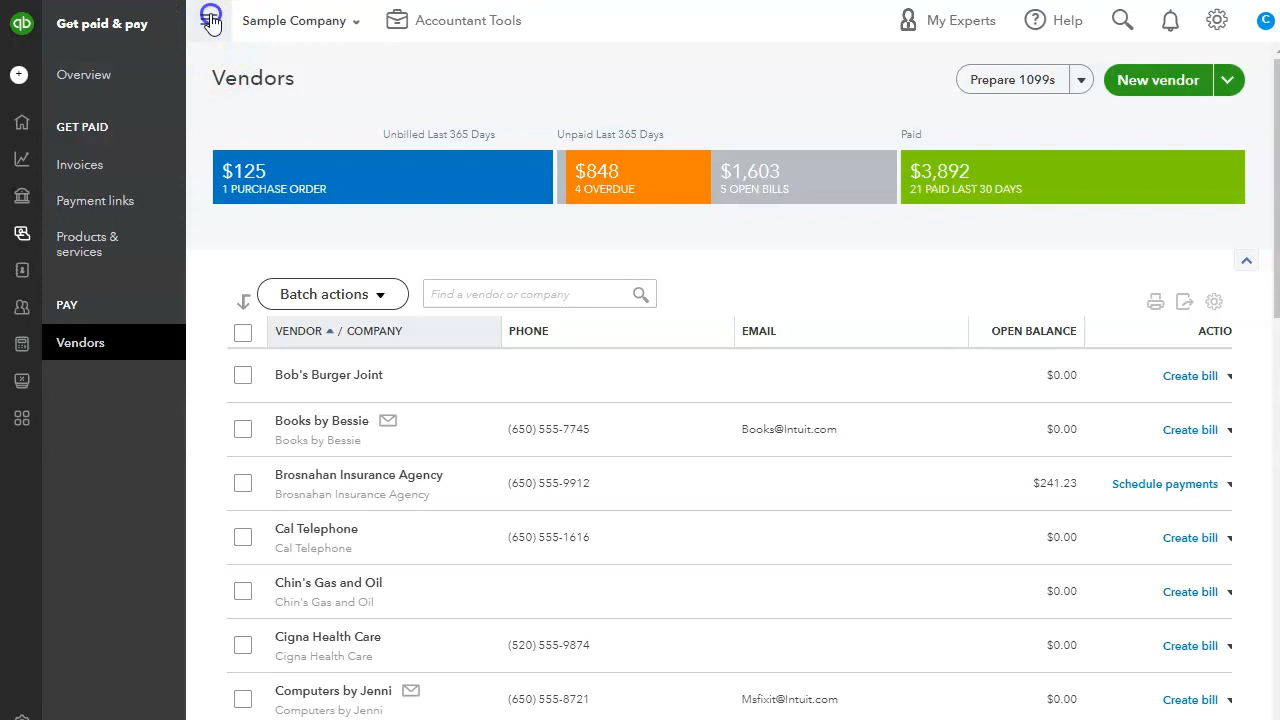 qb
Get paid & pay
Sample Company
Accountant Tools
My Experts
Help
C
Overview
GET PAID
Invoices
Payment links
Products &
services
PAY
Vendors
Vendors
Prepare 1099s
New vendor
Unbilled Last 365 Days
Unpaid Last 365 Days
Paid
$125
1 PURCHASE ORDER
$848
4 OVERDUE
$1,603
5 OPEN BILLS
$3,892
21 PAID LAST 30 DAYS
Batch actions
Find a vendor or company
VENDOR / COMPANY PHONE EMAIL OPEN BALANCE ACTIO
Bob's Burger Joint $0.00 Create bill
Books by Bessie (650) 555-7745 Books@Intuit.com $0.00 Create bill
Books by Bessie
Brosnahan Insurance Agency (650) 555-9912 $241.23 Schedule payments
Brosnahan Insurance Agency
Cal Telephone (650) 555-1616 $0.00 Create bill
Cal Telephone
Chin's Gas and Oil $0.00 Create bill
Chin's Gas and Oil
Cigna Health Care (520) 555-9874 $0.00 Create bill
Cigna Health Care
Computers by Jenni (650) 555-8721 Msfixit@Intuit.com $0.00 Create bill
Computers by Jenni